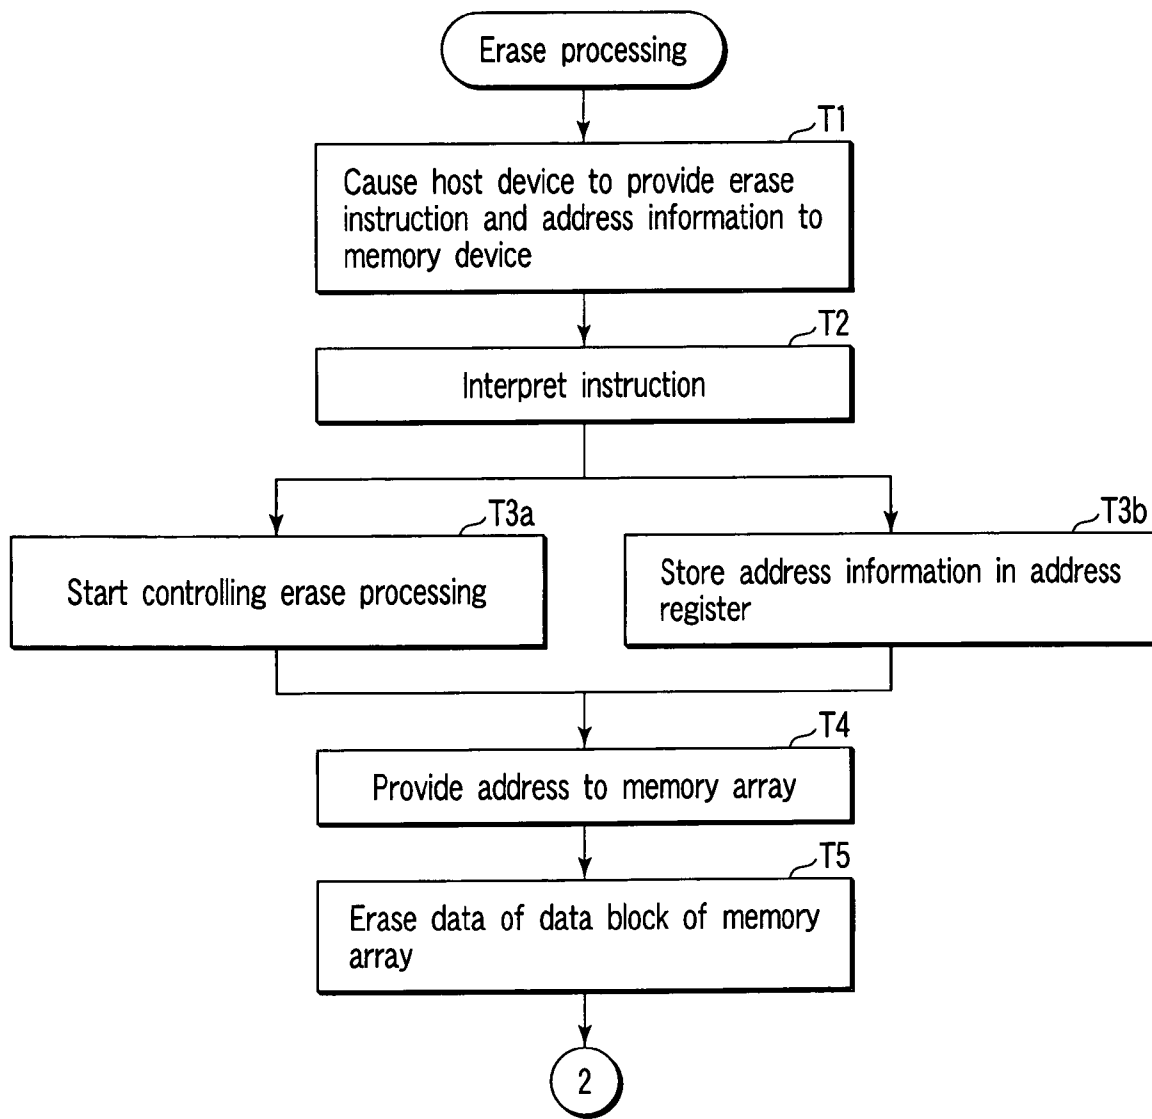 Erase processing
T1
Cause host device to provide erase
instruction and address information to
memory device
T2
Interpret instruction
T3a
Start controlling erase processing
T3b
Store address information in address
register
T4
Provide address to memory array
T5
Erase data of data block of memory
array
2